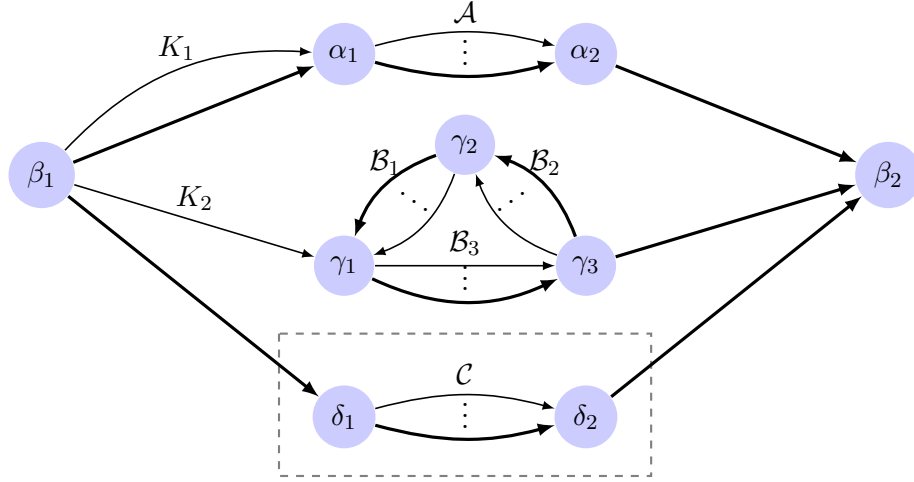 𝒜
K₁
α₁
⋮
α₂
β₁
ℬ₁
γ₂
ℬ₂
β₂
K₂
γ₁
ℬ₃
⋮
γ₃
𝒞
δ₁
⋮
δ₂